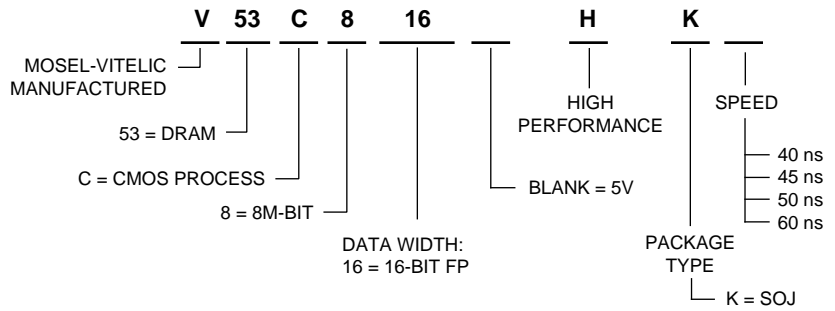 V 53 C 8 16 H K
MOSEL-VITELIC
MANUFACTURED
53 = DRAM
C = CMOS PROCESS
8 = 8M-BIT
DATA WIDTH:
16 = 16-BIT FP
BLANK = 5V
HIGH
PERFORMANCE
PACKAGE
TYPE
K = SOJ
SPEED
40 ns
45 ns
50 ns
60 ns